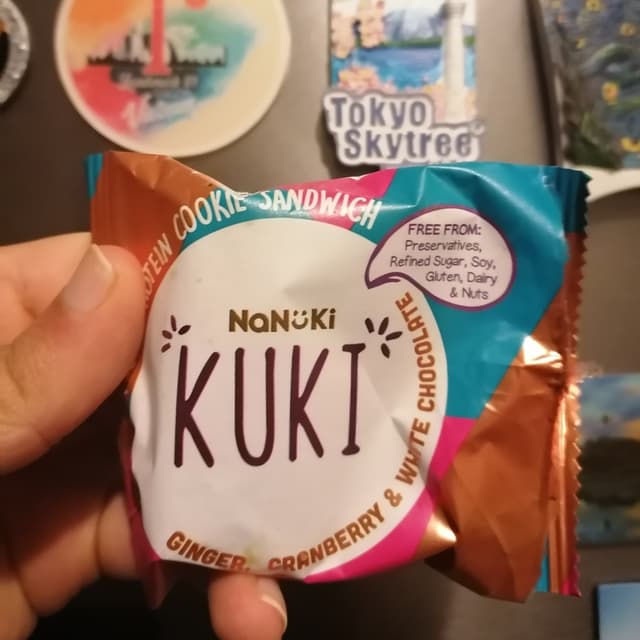 Tokyo
Skytree
PROTEIN COOKIE SANDWICH
FREE FROM:
Preservatives,
Refined Sugar, Soy,
Gluten, Dairy
& Nuts
NaNUKi
KUKI
GINGER, CRANBERRY & WHITE CHOCOLATE